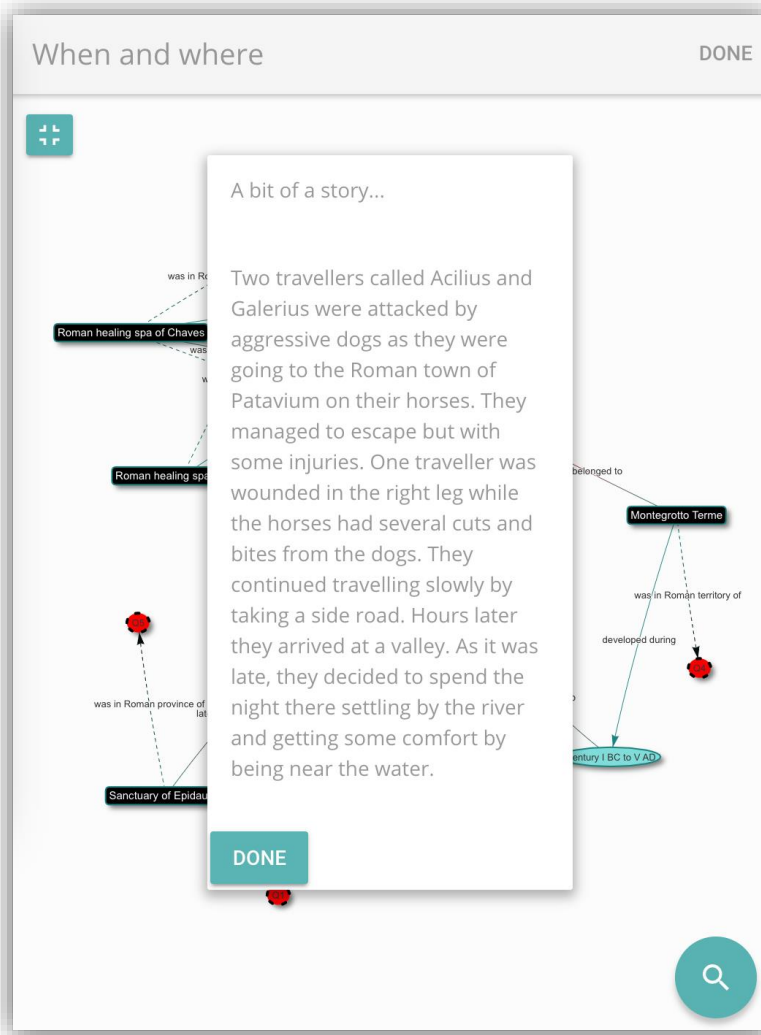 When and where
DONE
A bit of a story...
Two travellers called Acilius and
Galerius were attacked by
aggressive dogs as they were
going to the Roman town of
Patavium on their horses. They
managed to escape but with
some injuries. One traveller was
wounded in the right leg while
the horses had several cuts and
bites from the dogs. They
continued travelling slowly by
taking a side road. Hours later
they arrived at a valley. As it was
late, they decided to spend the
night there settling by the river
and getting some comfort by
being near the water.
DONE
was in
Roman healing spa of Chaves
was
Roman healing
belonged to
Montegrotto Terme
was in Roman territory of
developed during
was in Roman province of
I BC to V AD
Sanctuary of